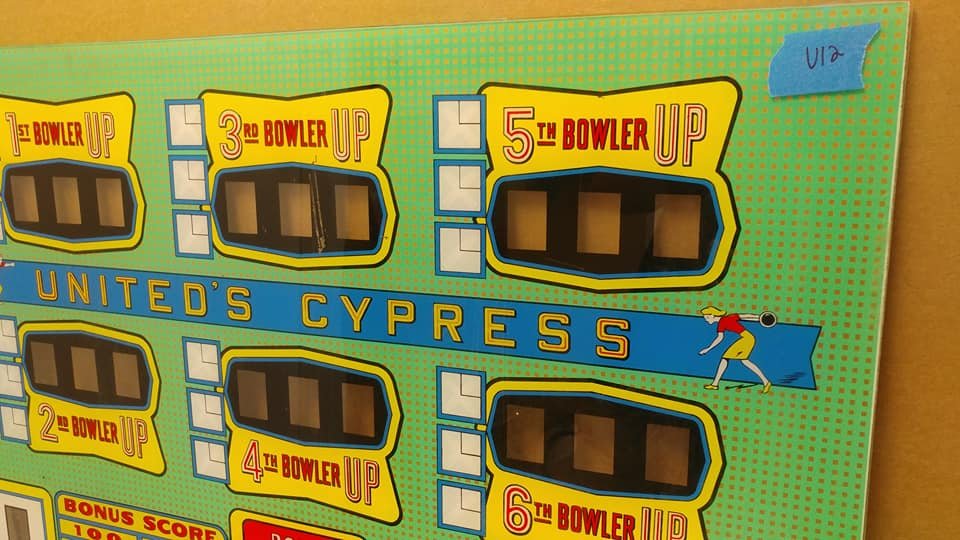 U12
1ST BOWLER UP
3RD BOWLER UP
5TH BOWLER UP
UNITED'S CYPRESS
2ND BOWLER UP
4TH BOWLER UP
6TH BOWLER UP
BONUS SCORE
100